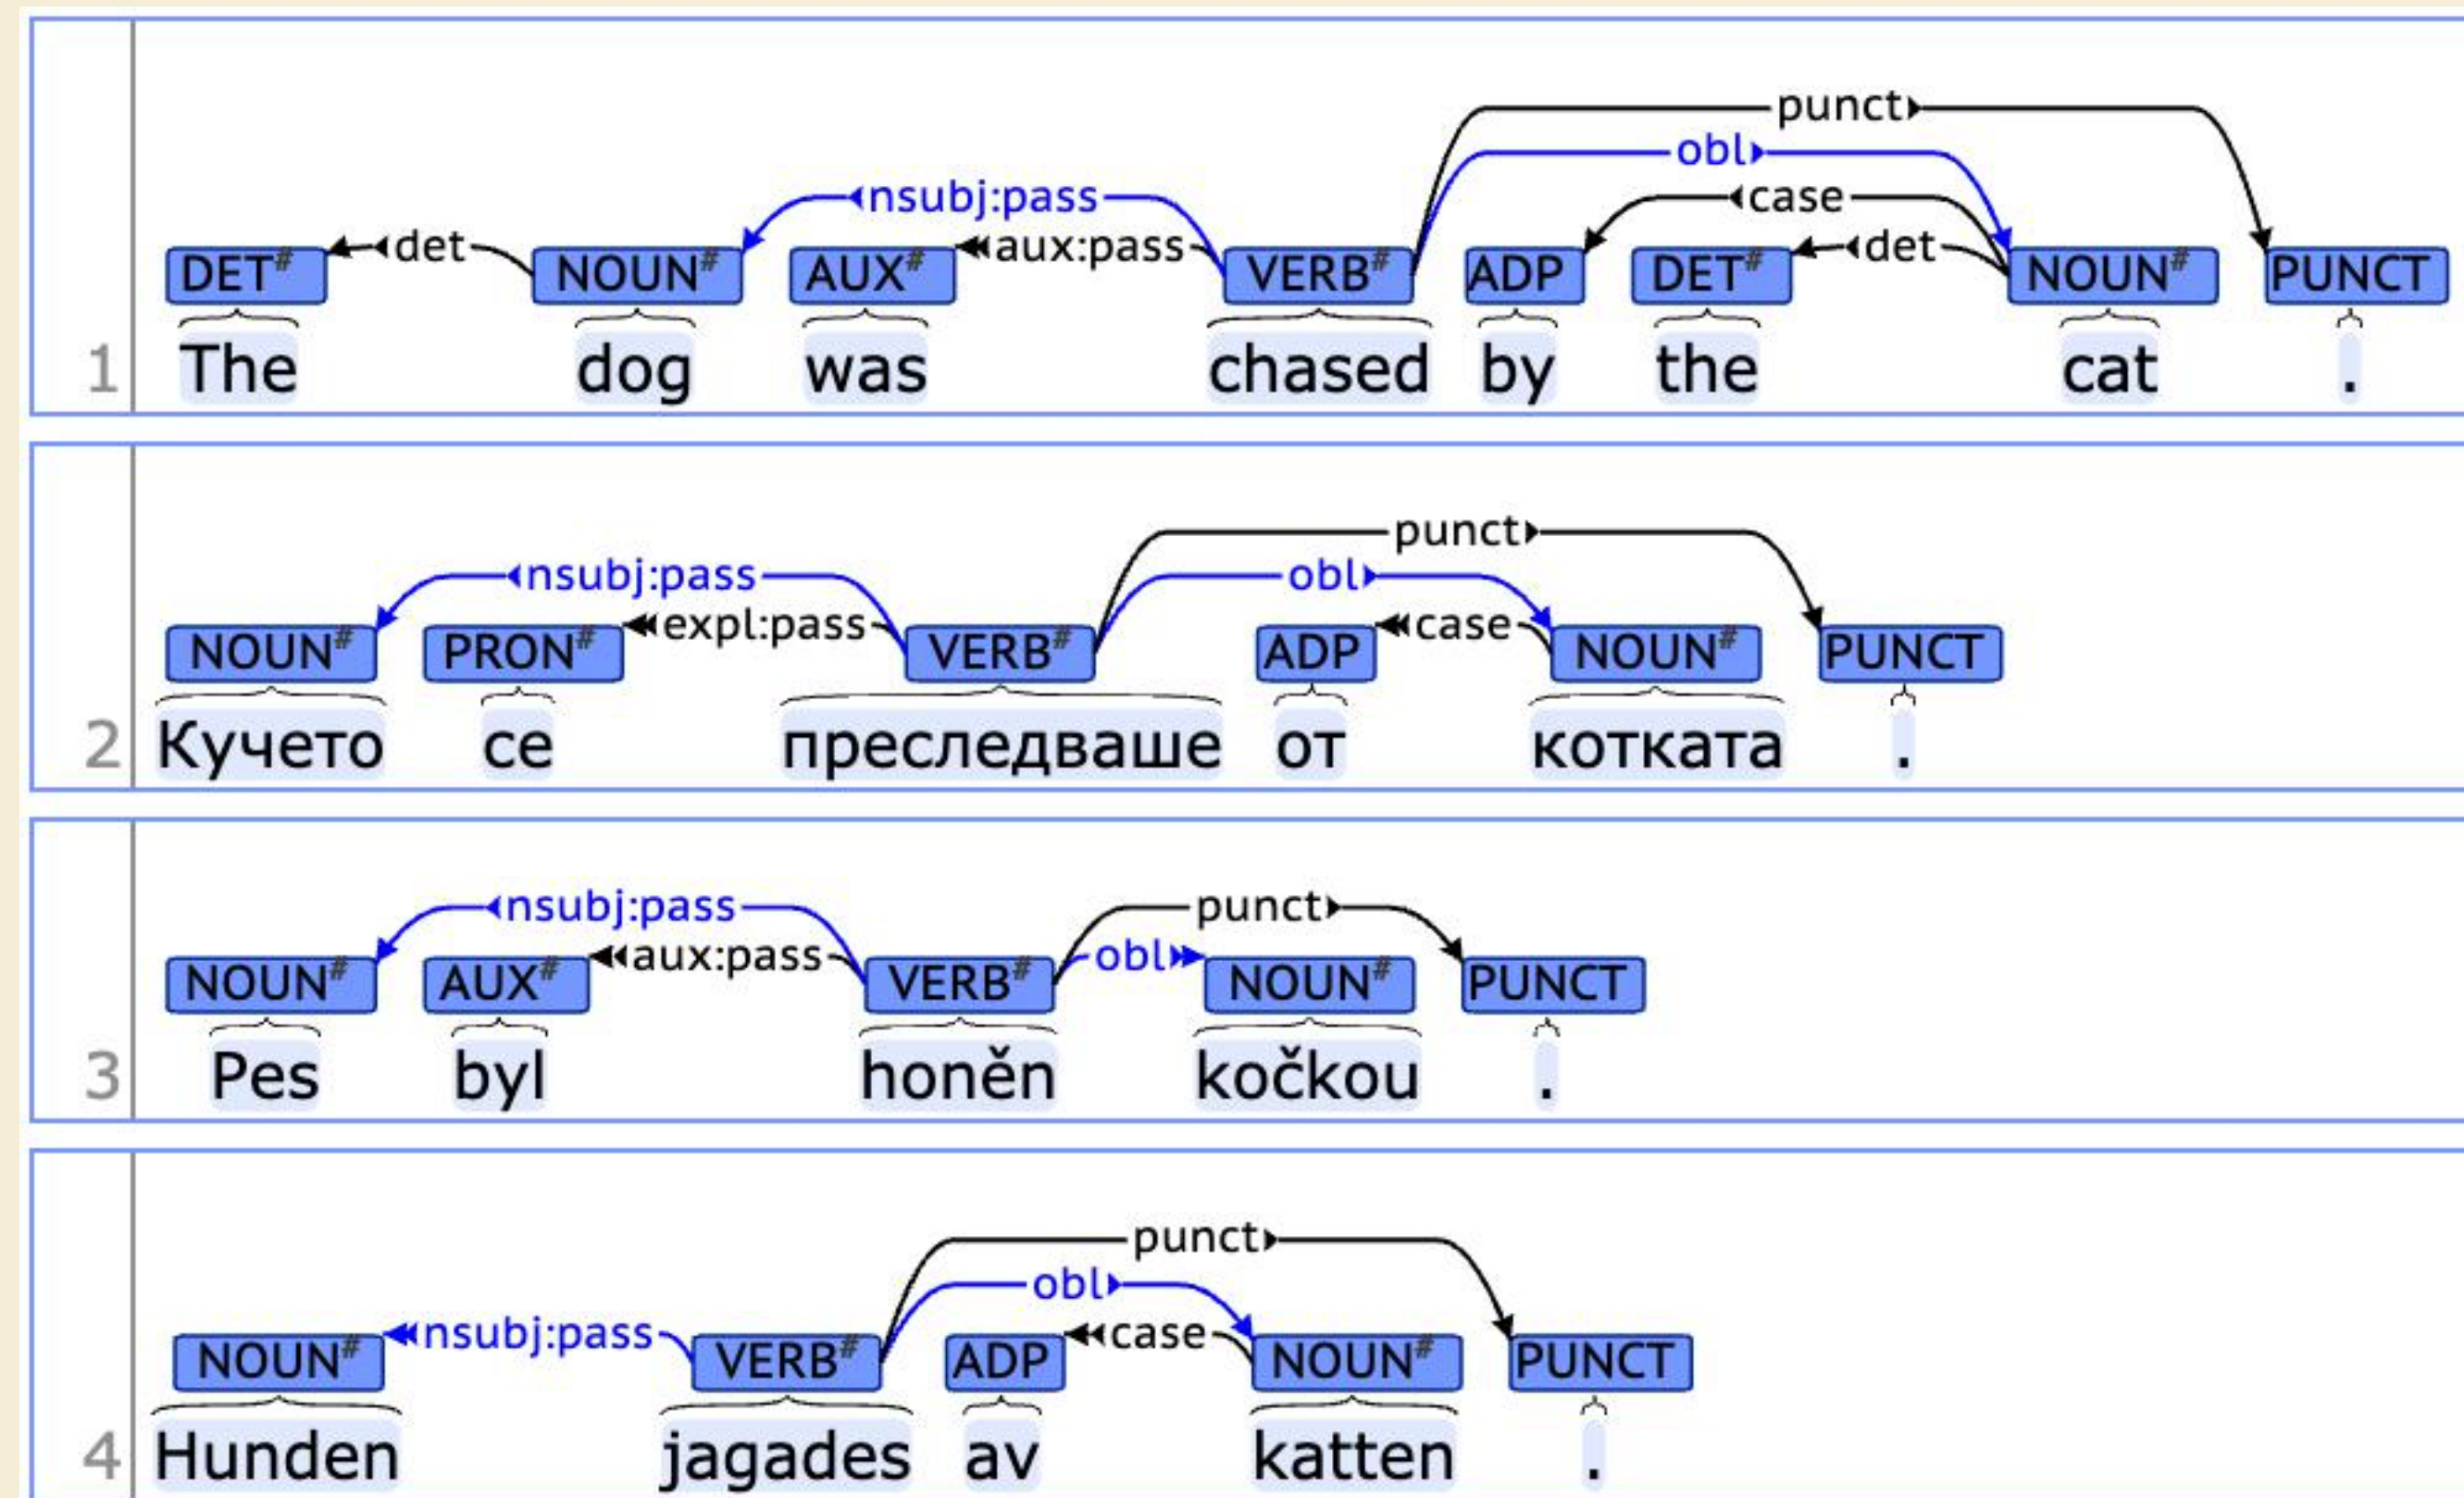 punct
obl
nsubj:pass case
det aux:pass det
DET# NOUN# AUX# VERB# ADP DET# NOUN# PUNCT
1 The dog was chased by the cat .
punct
nsubj:pass obl
expl:pass case
NOUN# PRON# VERB# ADP NOUN# PUNCT
2 Кучето се преследваше от котката .
nsubj:pass punct
aux:pass obl
NOUN# AUX# VERB# NOUN# PUNCT
3 Pes byl honěn kočkou .
punct
obl
nsubj:pass case
NOUN# VERB# ADP NOUN# PUNCT
4 Hunden jagades av katten .